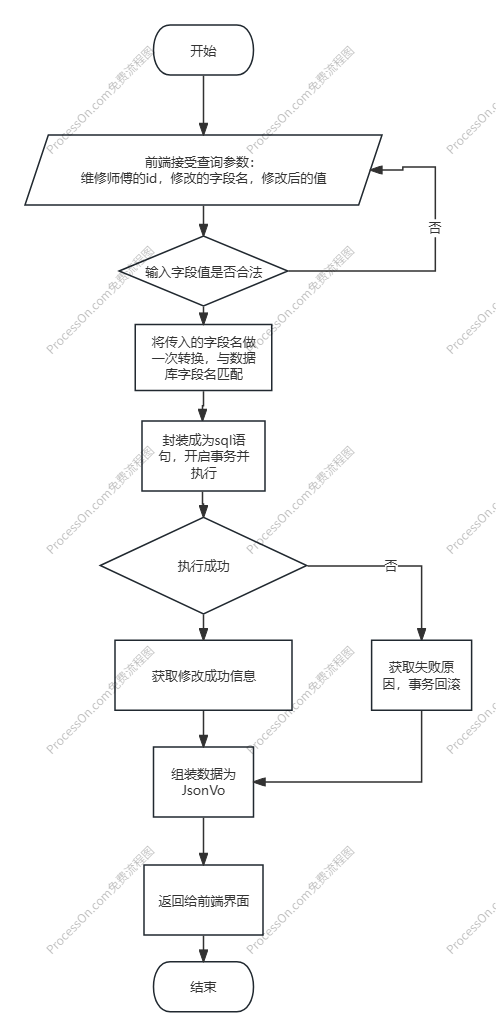 开始
前端接受查询参数：
维修师傅的id，修改的字段名，修改后的值
否
输入字段值是否合法
将传入的字段名做
一次转换，与数据
库字段名匹配
封装成为sql语
句，开启事务并
执行
执行成功
否
获取修改成功信息
获取失败原
因，事务回滚
组装数据为
JsonVo
返回给前端界面
结束
ProcessOn.com免费流程图
ProcessOn.com免费流程图
ProcessOn.com免费流程图
ProcessOn.com免费流程图
ProcessOn.com免费流程图
ProcessOn.com免费流程图
ProcessOn.com免费流程图
ProcessOn.com免费流程图
ProcessOn.com免费流程图
ProcessOn.com免费流程图